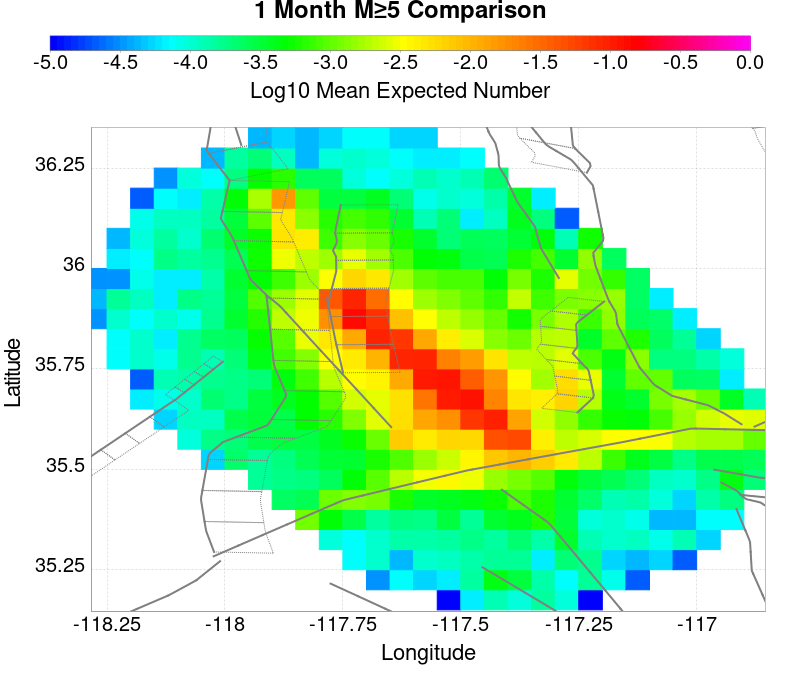 1 Month M≥5 Comparison
-5.0 -4.5 -4.0 -3.5 -3.0 -2.5 -2.0 -1.5 -1.0 -0.5 0.0
Log10 Mean Expected Number
36.25
36
35.75
35.5
35.25
Latitude
-118.25 -118 -117.75 -117.5 -117.25 -117
Longitude